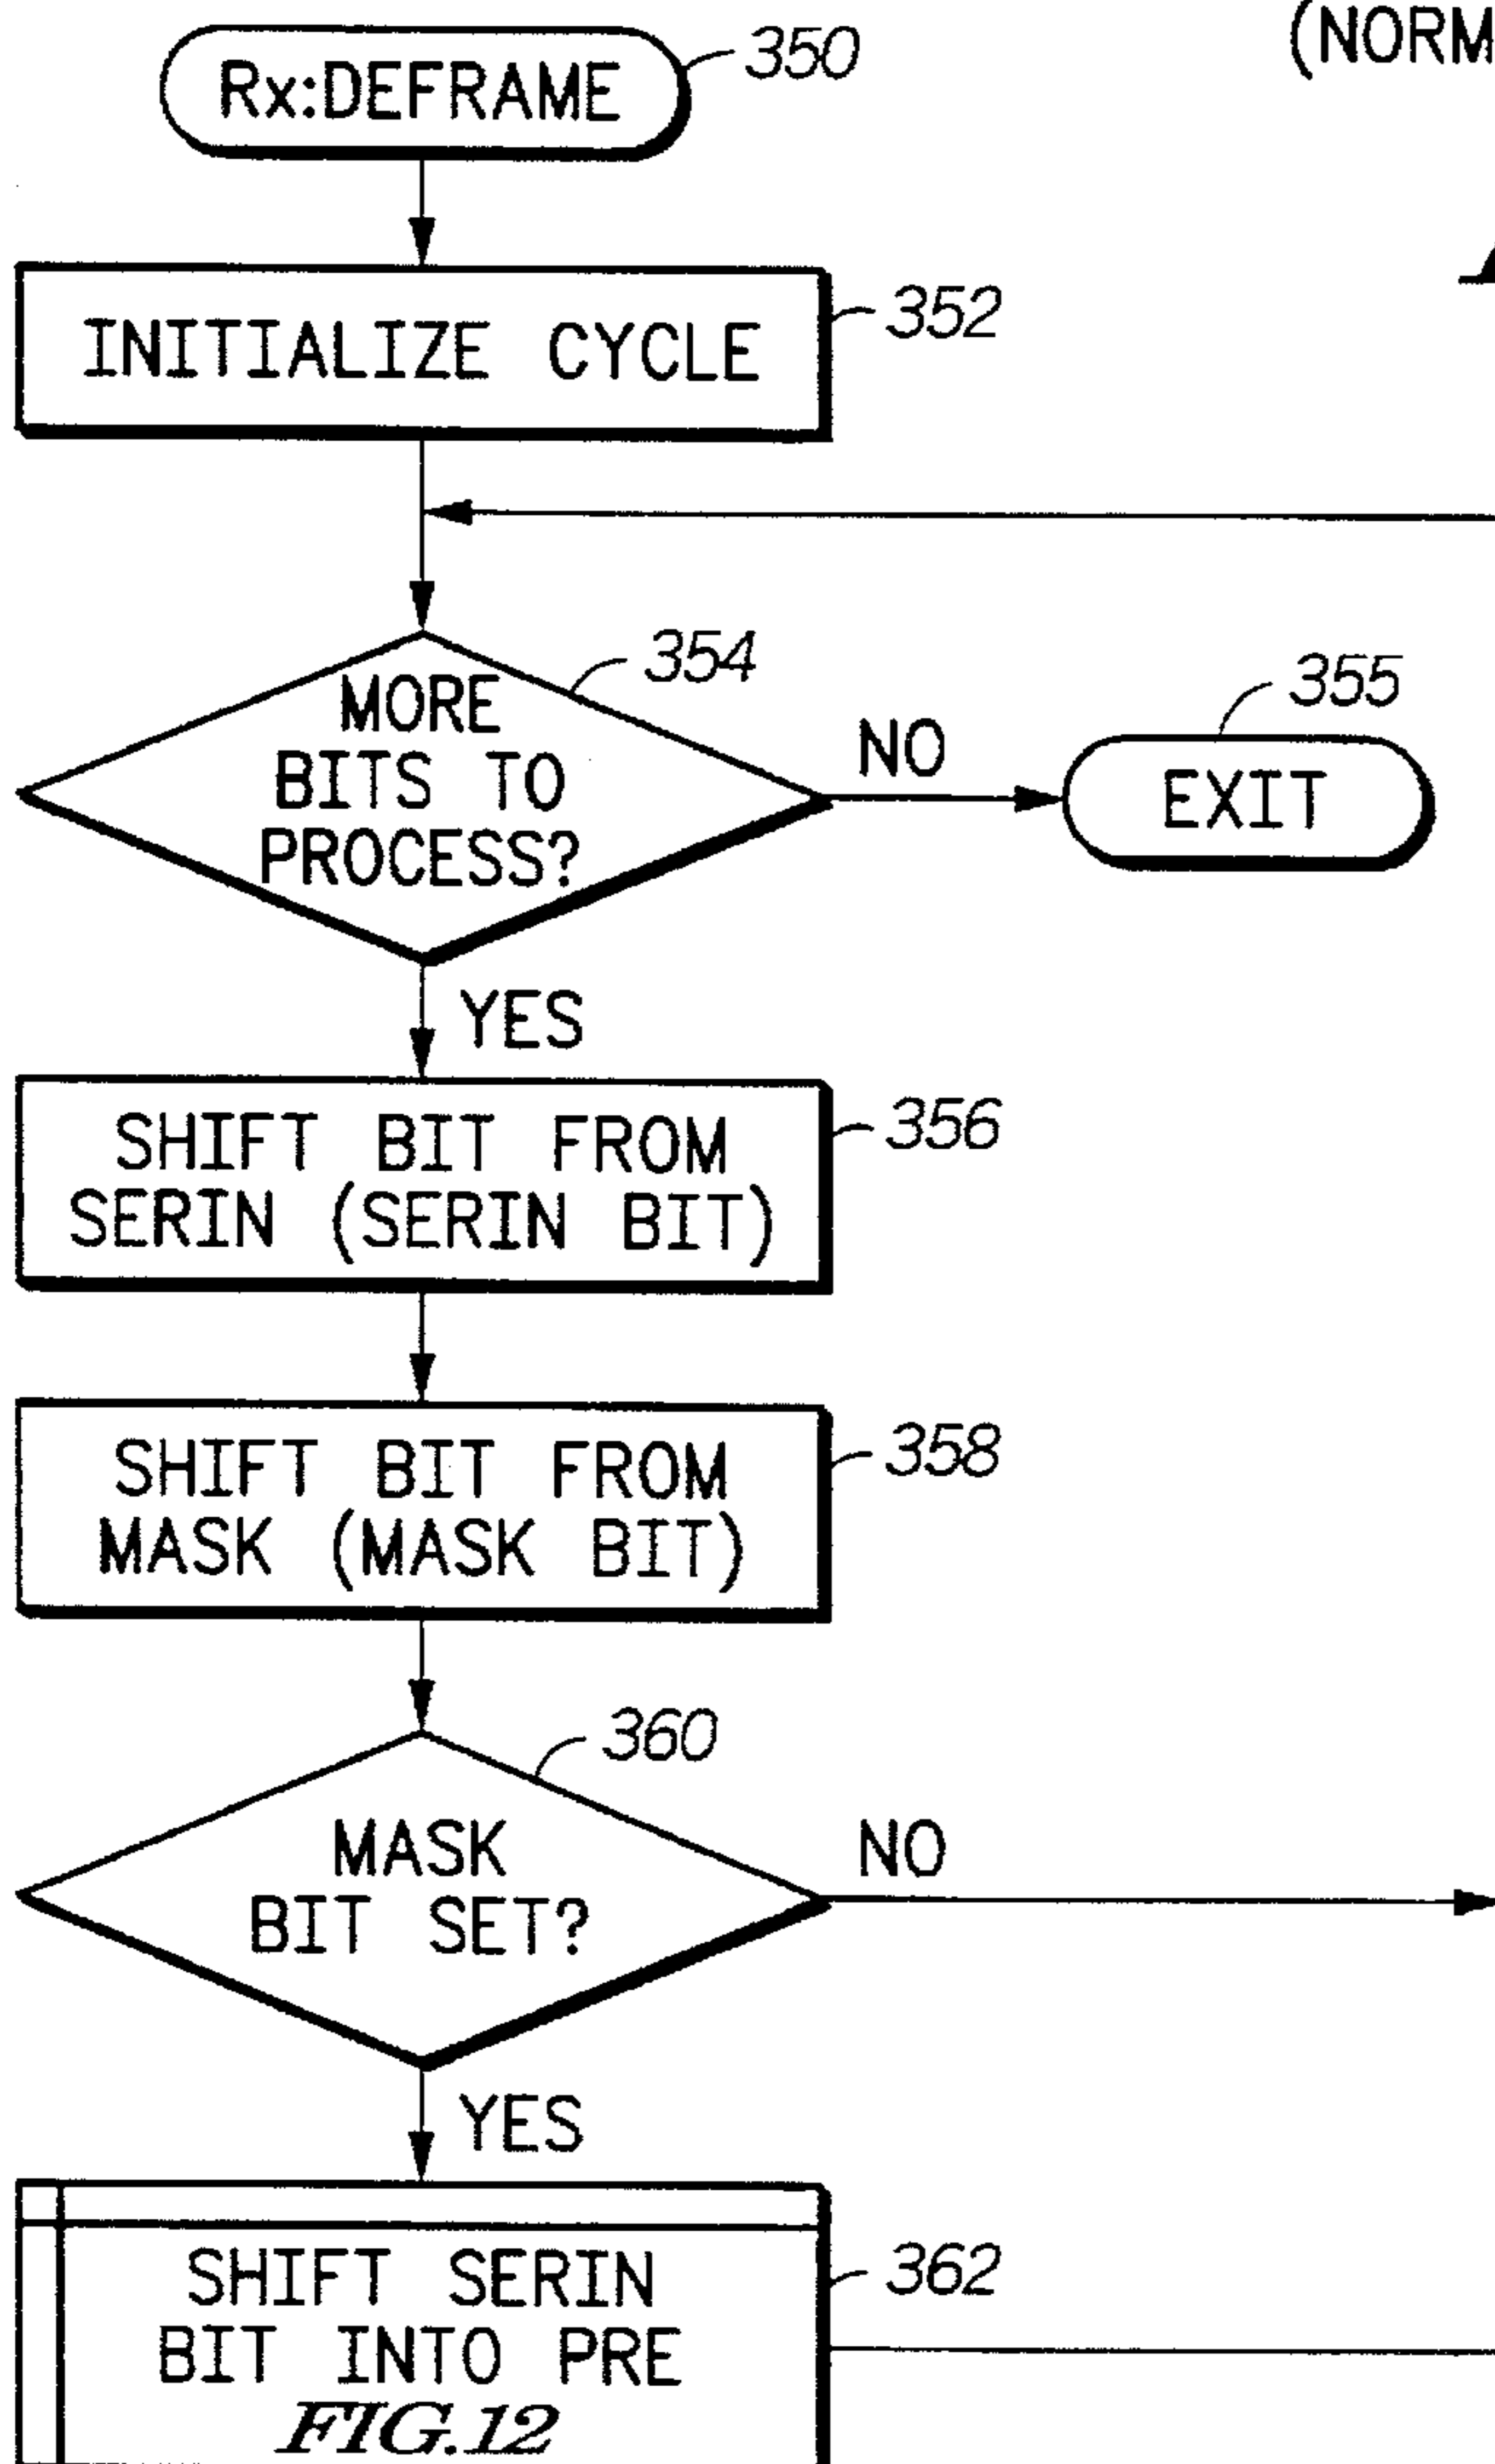 (NORM
Rx:DEFRAME
350
INITIALIZE CYCLE
352
MORE
BITS TO
PROCESS?
354
NO
EXIT
355
YES
SHIFT BIT FROM
SERIN (SERIN BIT)
356
SHIFT BIT FROM
MASK (MASK BIT)
358
MASK
BIT SET?
360
NO
YES
SHIFT SERIN
BIT INTO PRE
FIG.12
362